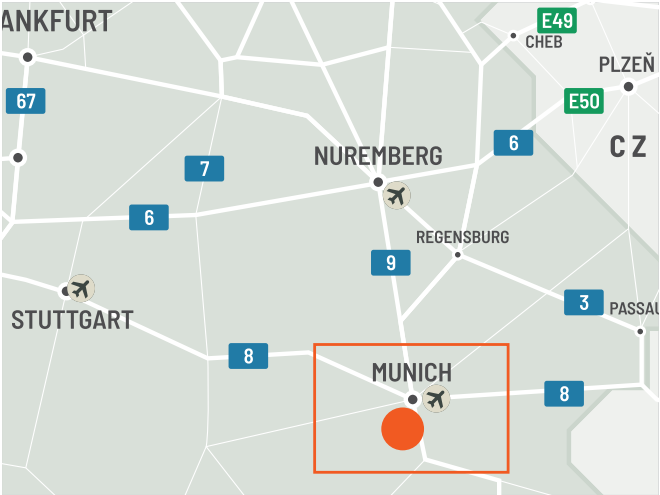 ANKFURT
E49
CHEB
PLZEŇ
67
E50
6
CZ
NUREMBERG
7
6
REGENSBURG
9
3
PASSAU
STUTTGART
8
MUNICH
8